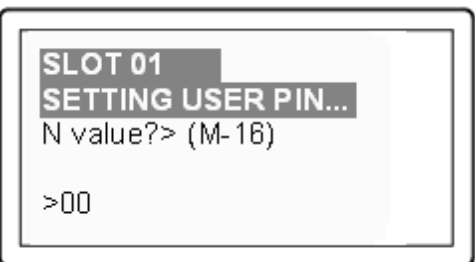 SLOT 01
SETTING USER PIN...
N value?> (M-16)
>00